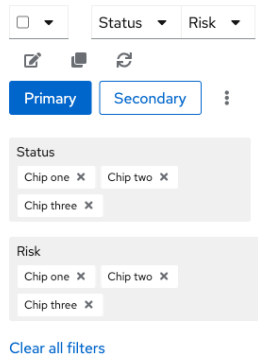 Status Risk
Primary Secondary
Status
Chip one Chip two
Chip three
Risk
Chip one Chip two
Chip three
Clear all filters